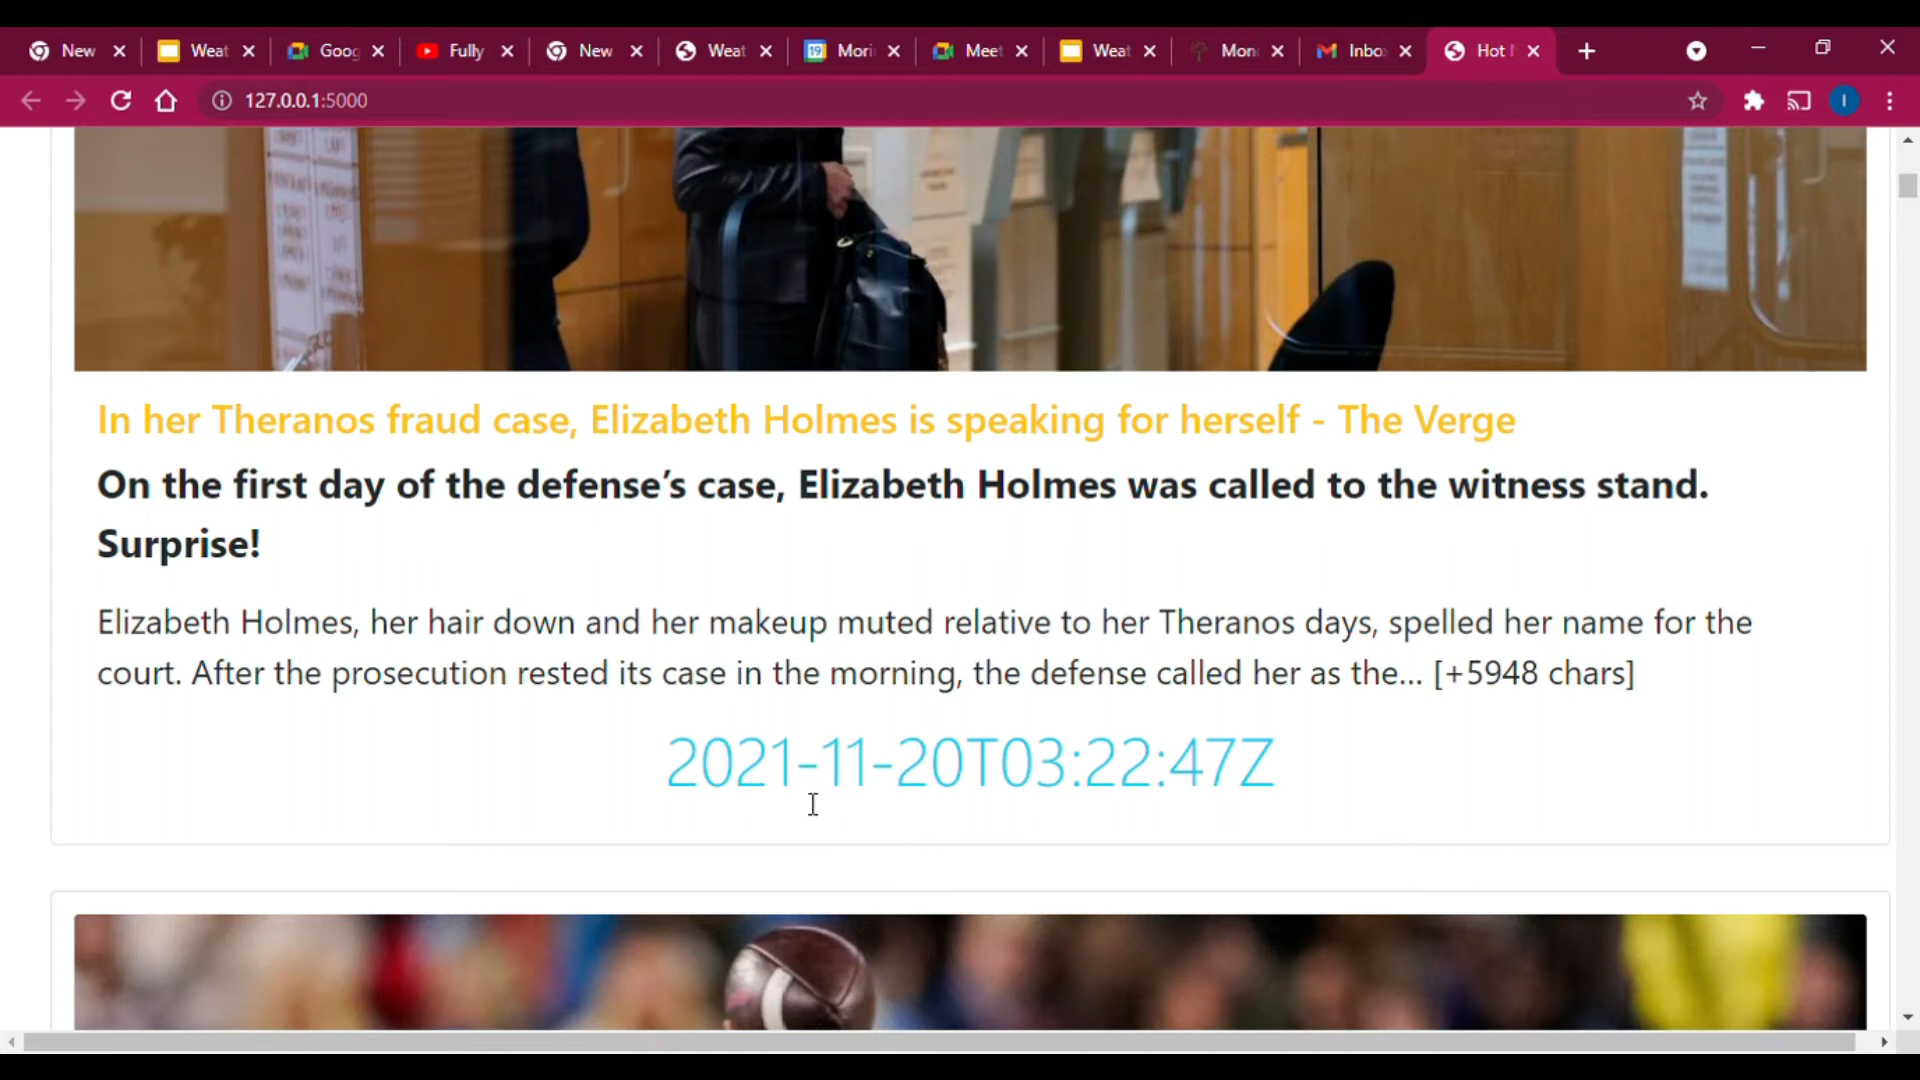 New
Weat
Goog
Fully
New
Weat
19
Mori
Meet
Weat
Mon
Inbo
Hot
127.0.0.1:5000
I
In her Theranos fraud case, Elizabeth Holmes is speaking for herself - The Verge
On the first day of the defense’s case, Elizabeth Holmes was called to the witness stand.
Surprise!
Elizabeth Holmes, her hair down and her makeup muted relative to her Theranos days, spelled her name for the
court. After the prosecution rested its case in the morning, the defense called her as the… [+5948 chars]
2021-11-20T03:22:47Z